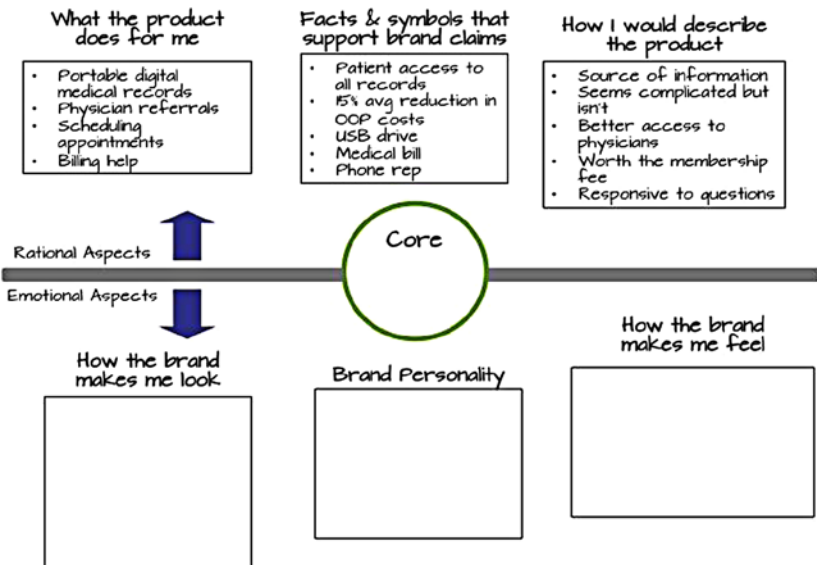 What the product
does for me
• Portable digital
medical records
• Physician referrals
• Scheduling
appointments
• Billing help
Facts & symbols that
support brand claims
• Patient access to
all records
• 15% avg reduction in
OOP costs
• USB drive
• Medical bill
• Phone rep
How I would describe
the product
• Source of information
• Seems complicated but
isn't
• Better access to
physicians
• Worth the membership
fee
• Responsive to questions
Core
Rational Aspects
Emotional Aspects
How the brand
makes me look
Brand Personality
How the brand
makes me feel